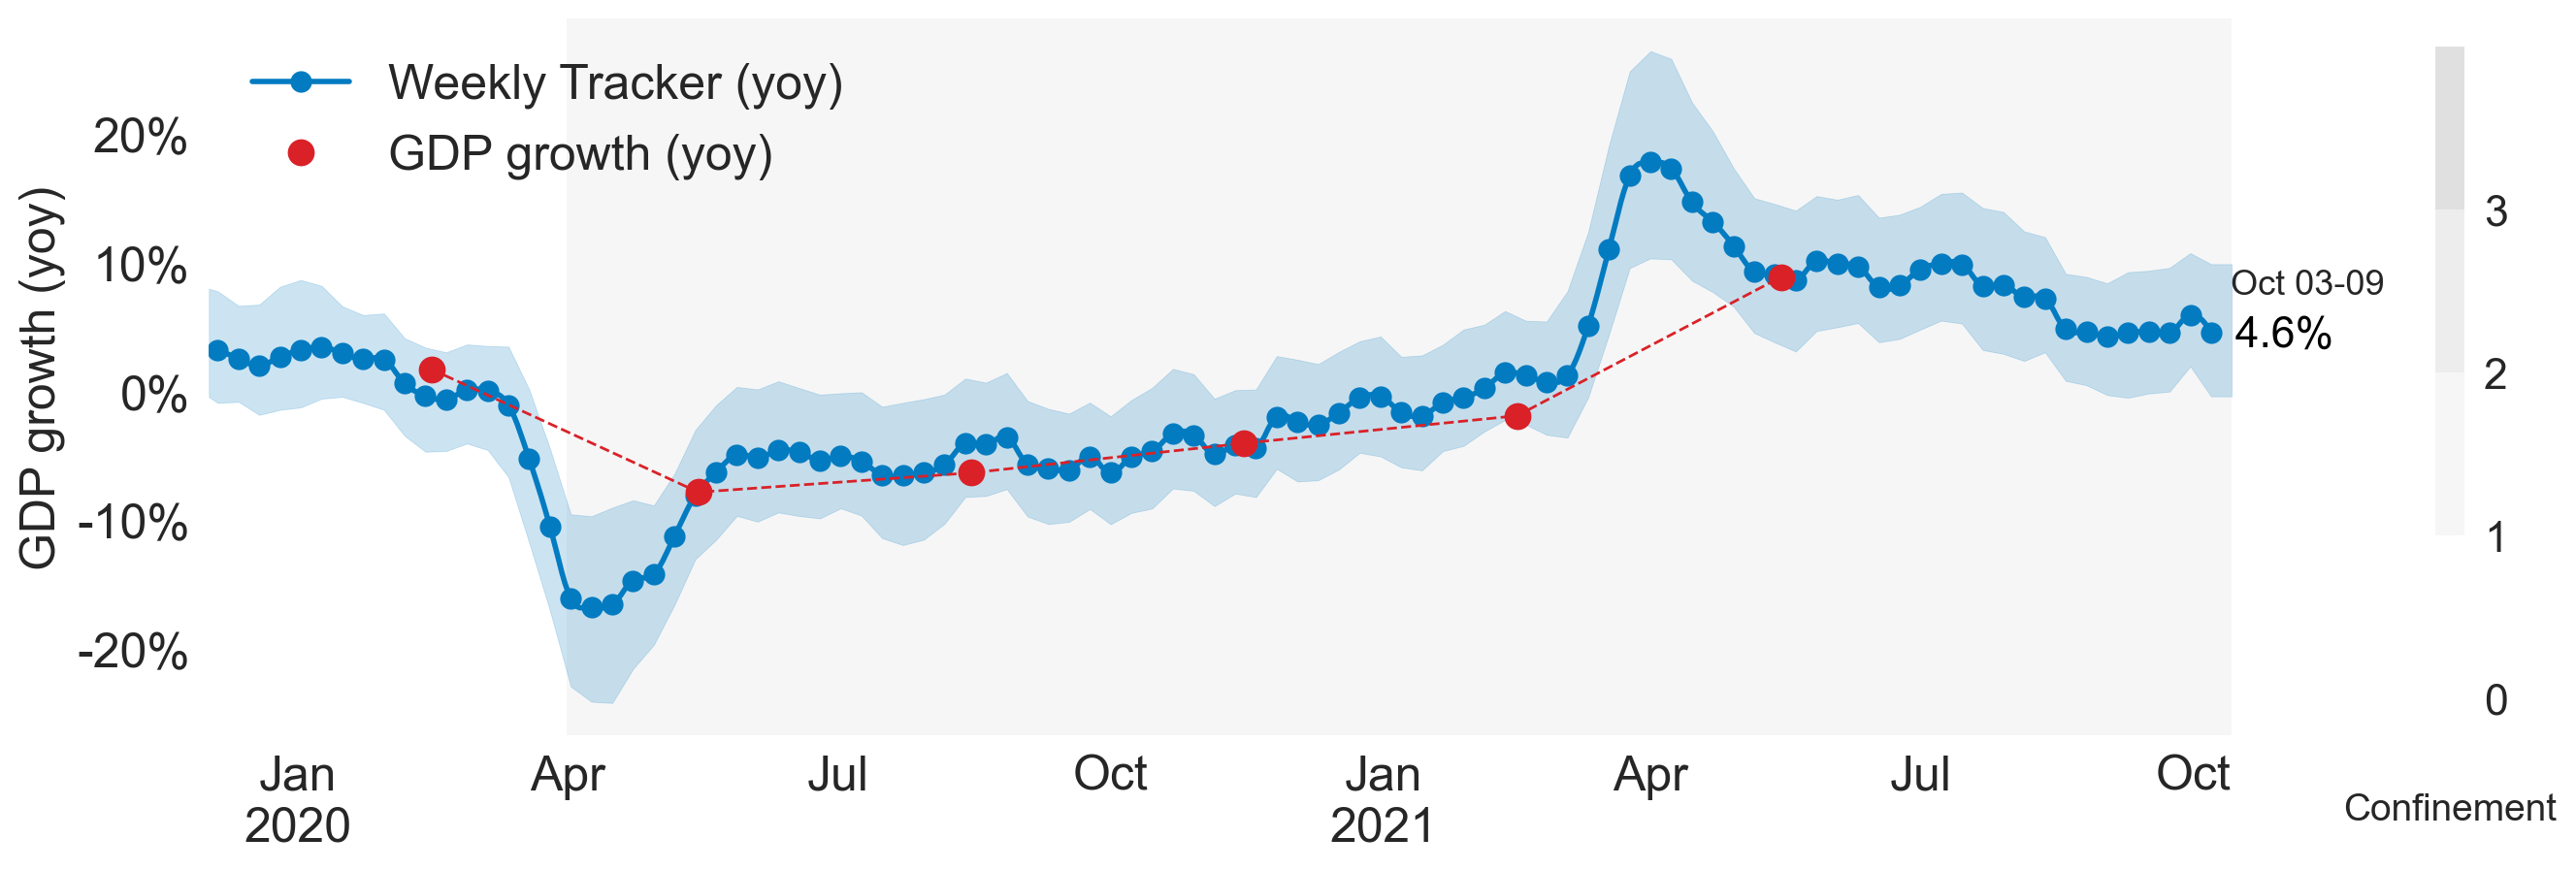 Weekly Tracker (yoy)
GDP growth (yoy)
GDP growth (yoy)
20%
10%
0%
-10%
-20%
Jan
2020
Apr
Jul
Oct
Jan
2021
Apr
Jul
Oct
Oct 03-09
4.6%
3
2
1
0
Confinement